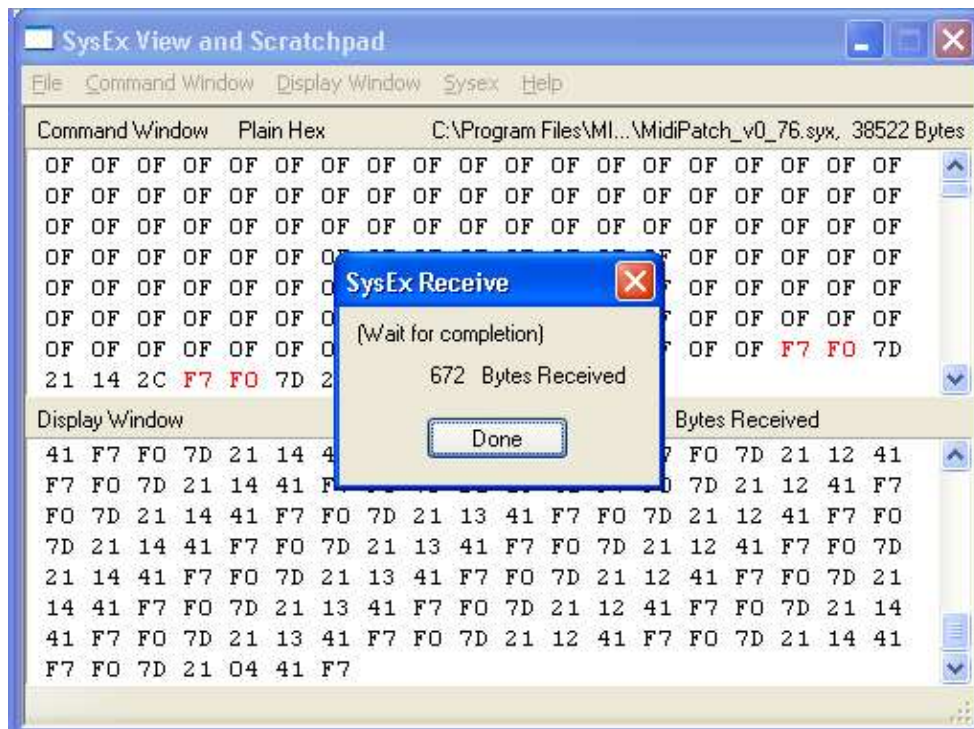 SysEx View and Scratchpad
File Command Window Display Window Sysex Help
Command Window Plain Hex C:\Program Files\MI...\MidiPatch_v0_76.syx, 38522 Bytes
0F 0F 0F 0F 0F 0F 0F 0F 0F 0F 0F 0F 0F 0F 0F 0F 0F 0F 0F
0F 0F 0F 0F 0F 0F 0F 0F 0F 0F 0F 0F 0F 0F 0F 0F 0F 0F 0F
0F 0F 0F 0F 0F 0F 0F 0F 0F 0F 0F 0F 0F 0F 0F 0F 0F 0F 0F
0F 0F 0F 0F 0F 0F 0F 0F 0F 0F 0F
0F 0F 0F 0F 0F 0F 0F 0F 0F 0F
0F 0F 0F 0F 0F 0F 0F 0F 0F 0F
0F 0F 0F 0F 0F 0F 0F 0F F7 F0 7D
21 14 2C F7 F0 7D
SysEx Receive
(Wait for completion)
672 Bytes Received
Done
Display Window Bytes Received
41 F7 F0 7D 21 14 F0 7D 21 12 41
F7 F0 7D 21 14 41 7D 21 12 41 F7
F0 7D 21 14 41 F7 F0 7D 21 13 41 F7 F0 7D 21 12 41 F7 F0
7D 21 14 41 F7 F0 7D 21 13 41 F7 F0 7D 21 12 41 F7 F0 7D
21 14 41 F7 F0 7D 21 13 41 F7 F0 7D 21 12 41 F7 F0 7D 21
14 41 F7 F0 7D 21 13 41 F7 F0 7D 21 12 41 F7 F0 7D 21 14
41 F7 F0 7D 21 13 41 F7 F0 7D 21 12 41 F7 F0 7D 21 14 41
F7 F0 7D 21 04 41 F7